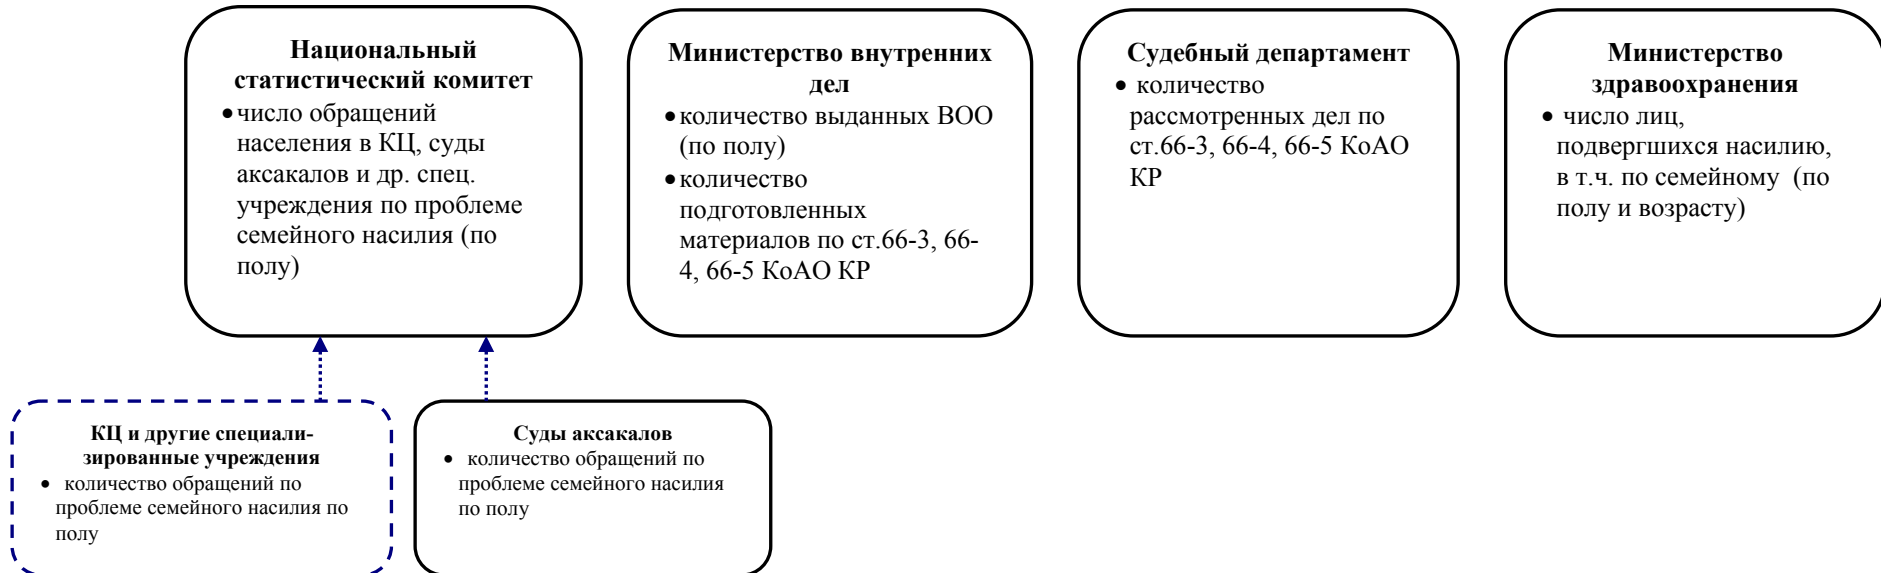 Национальный
статистический комитет
•число обращений
населения в КЦ, суды
аксакалов и др. спец.
учреждения по проблеме
семейного насилия (по
полу)
Министерство внутренних
дел
•количество выданных ВОО
(по полу)
•количество
подготовленных
материалов по ст.66-3, 66-
4, 66-5 КоАО КР
Судебный департамент
• количество
рассмотренных дел по
ст.66-3, 66-4, 66-5 КоАО
КР
Министерство
здравоохранения
• число лиц,
подвергшихся насилию,
в т.ч. по семейному (по
полу и возрасту)
КЦ и другие специали-
зированные учреждения
• количество обращений по
проблеме семейного насилия по
полу
Суды аксакалов
• количество обращений по
проблеме семейного насилия
по полу